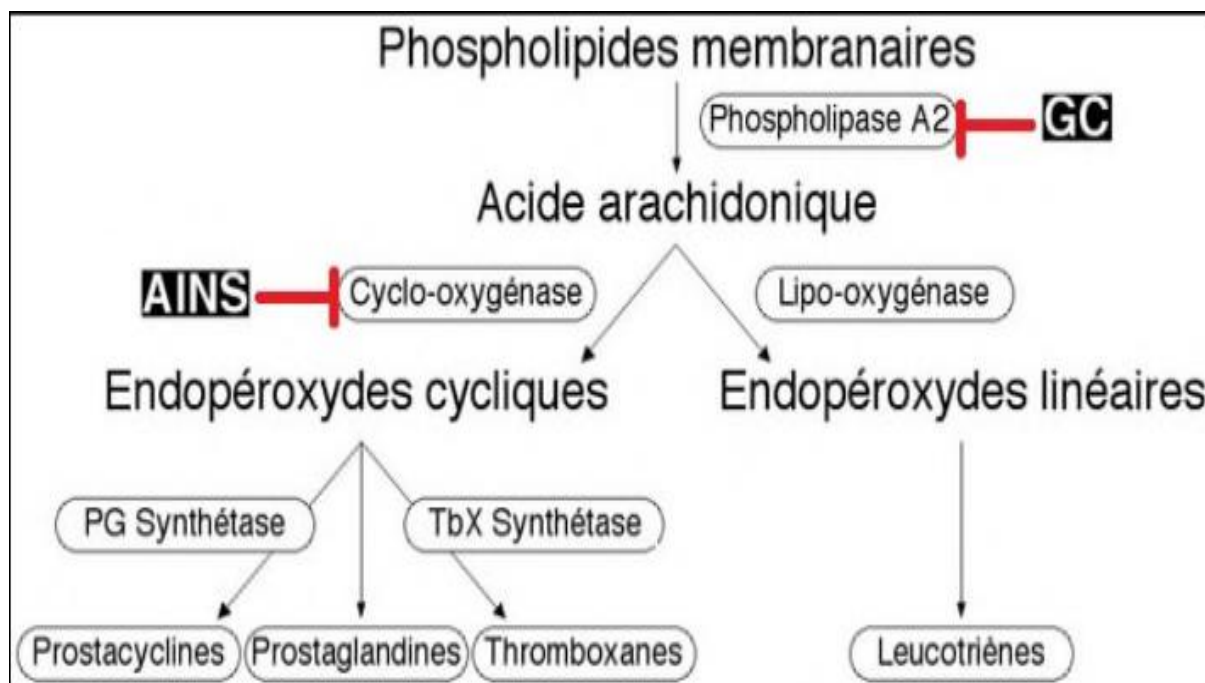 Phospholipides membranaires
Phospholipase A2
GC
Acide arachidonique
AINS
Cyclo-oxygénase
Lipo-oxygénase
Endopéroxydes cycliques
Endopéroxydes linéaires
PG Synthétase
TbX Synthétase
Prostacyclines
Prostaglandines
Thromboxanes
Leucotriènes